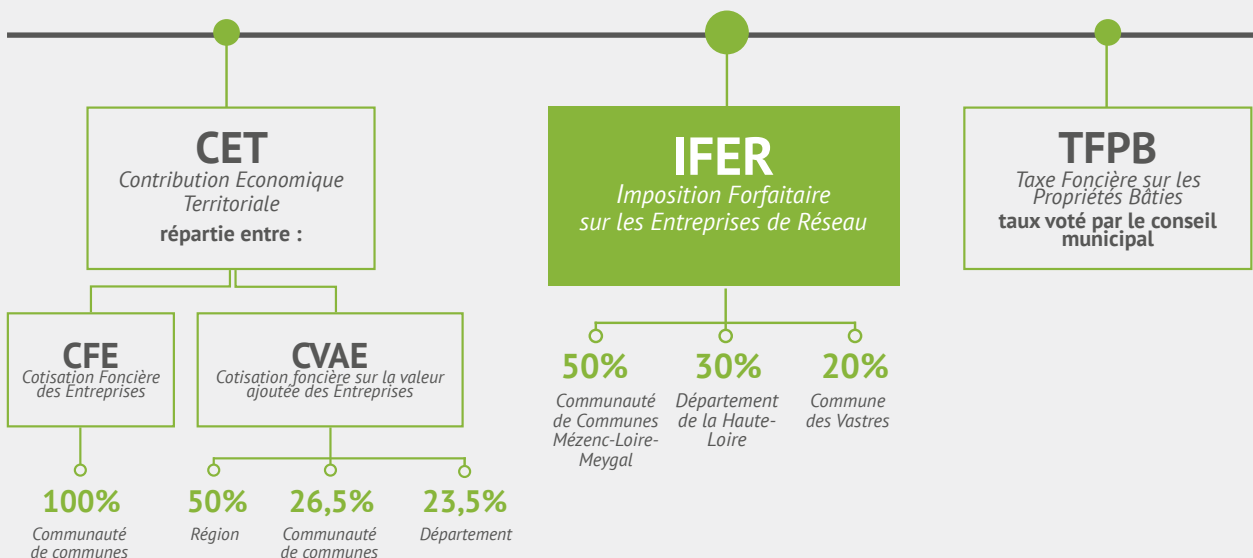 CET
Contribution Economique
Territoriale
répartie entre :
CFE
Cotisation Foncière
des Entreprises
100%
Communauté
de communes
CVAE
Cotisation foncière sur la valeur
ajoutée des Entreprises
50%
Région
26,5%
Communauté
de communes
23,5%
Département
IFER
Imposition Forfaitaire
sur les Entreprises de Réseau
50%
Communauté
de Communes
Mézenc-Loire-
Meygal
30%
Département
de la Haute-
Loire
20%
Commune
des Vastres
TFPB
Taxe Foncière sur les
Propriétés Bâties
taux voté par le conseil
municipal